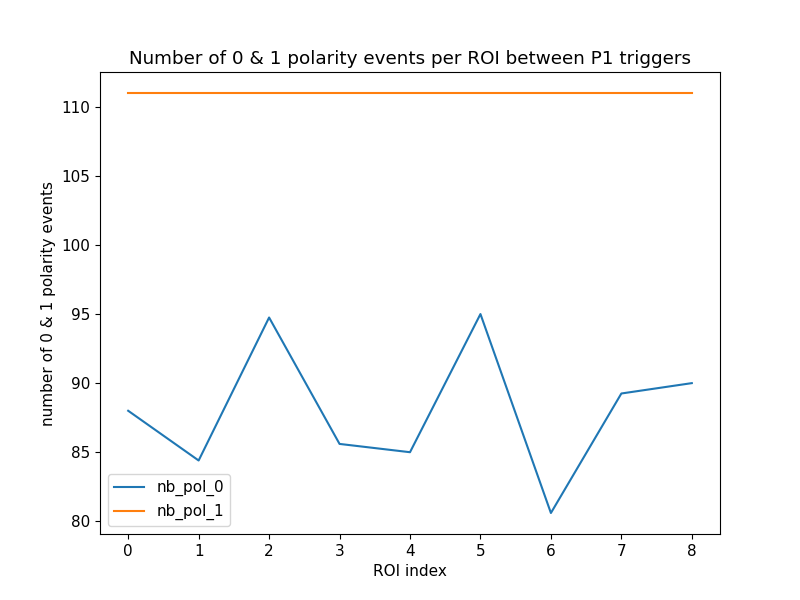 Number of 0 & 1 polarity events per ROI between P1 triggers
number of 0 & 1 polarity events
110
105
100
95
90
85
80
nb_pol_0
nb_pol_1
0 1 2 3 4 5 6 7 8
ROI index